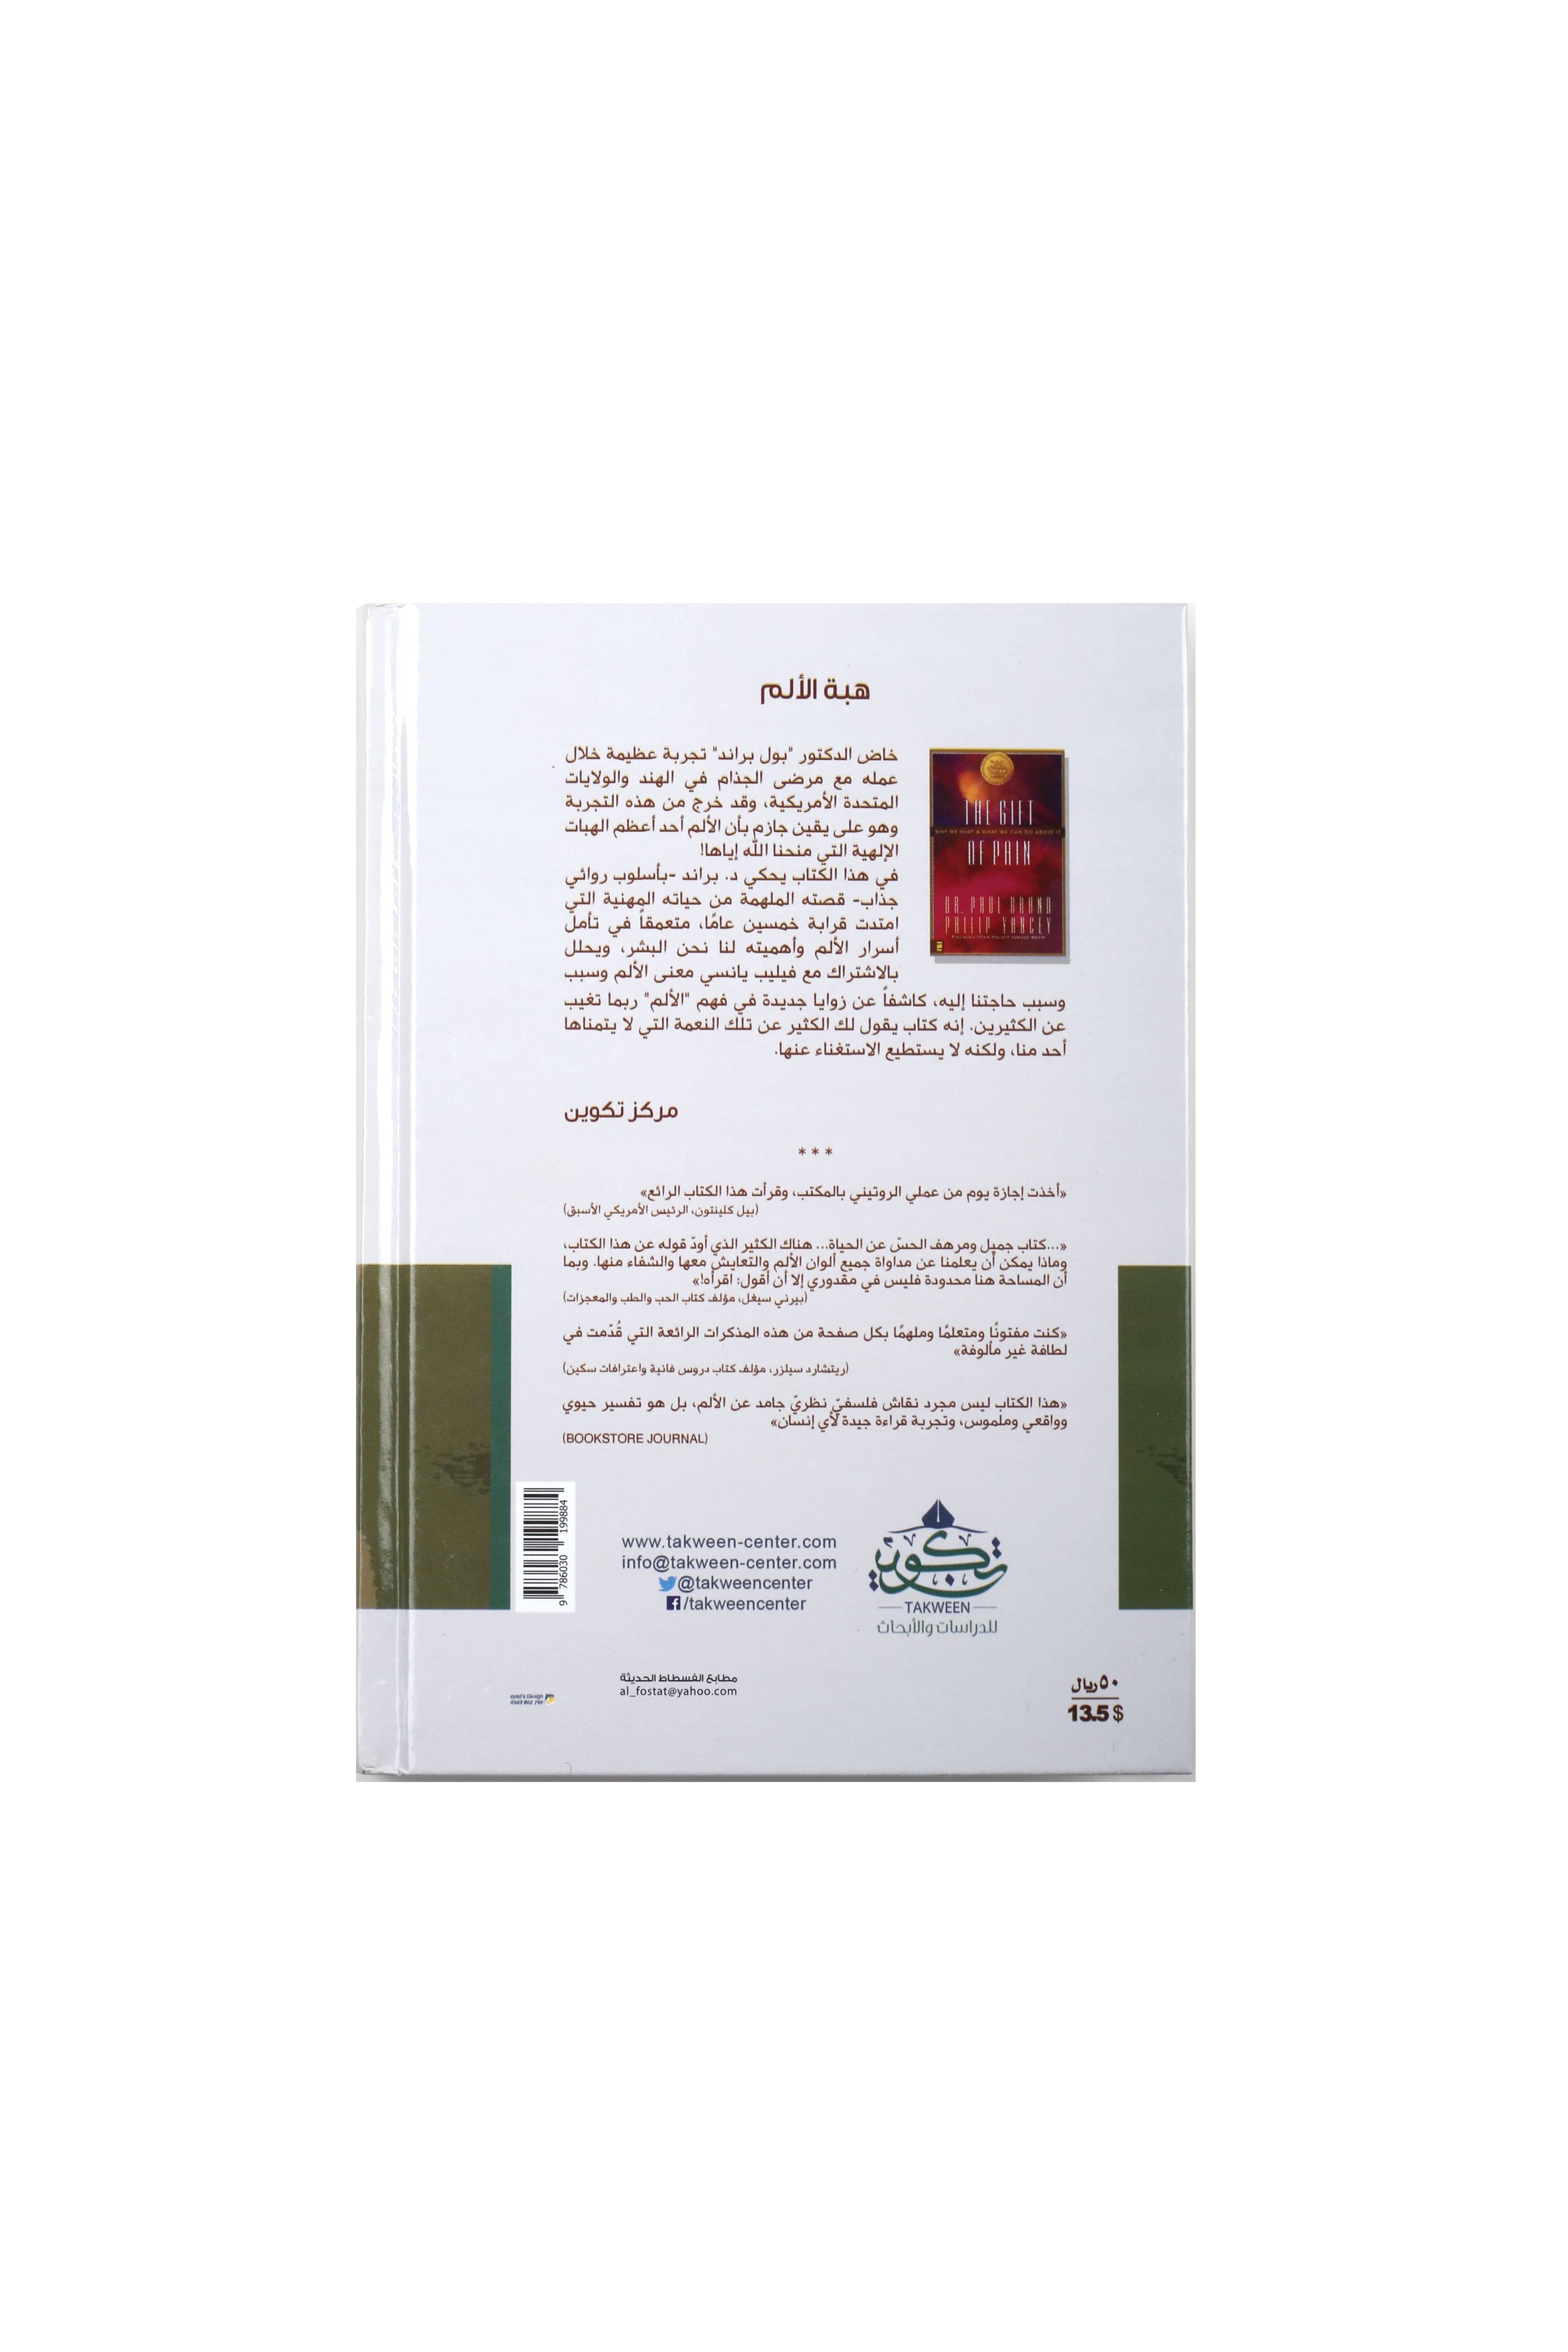 هبة الألم
خاض الدكتور "بول براند" تجربة عظيمة خلال
عمله مع مرضى الجذام في الهند والولايات
المتحدة الأمريكية، وقد خرج من هذه التجربة
وهو على يقين جازم بأن الألم أحد أعظم الهبات
الإلهية التي منحنا الله إياها!
في هذا الكتاب يحكي د. براند -بأسلوب روائي
جذاب- قصته الملهمة من حياته المهنية التي
امتدت قرابة خمسين عامًا، متعمقاً في تأمل
أسرار الألم وأهميته لنا نحن البشر، ويحلل
بالاشتراك مع فيليب يانسي معنى الألم وسبب
وسبب حاجتنا إليه، كاشفاً عن زوايا جديدة في فهم "الألم" ربما تغيب
عن الكثيرين. إنه كتاب يقول لك الكثير عن تلك النعمة التي لا يتمناها
أحد منا، ولكنه لا يستطيع الاستغناء عنها.
THE GIFT
WHY WE HURT & WHAT WE CAN DO ABOUT IT
OF PAIN
DR. PAUL BRAND
PHILIP YANCEY
مركز تكوين
***
«أخذت إجازة يوم من عملي الروتيني بالمكتب، وقرأت هذا الكتاب الرائع»
(بيل كلينتون، الرئيس الأمريكي الأسبق)
«...كتاب جميل ومرهف الحسّ عن الحياة... هناك الكثير الذي أودّ قوله عن هذا الكتاب،
وماذا يمكن أن يعلمنا عن مداواة جميع ألوان الألم والتعايش معها والشفاء منها. وبما
أن المساحة هنا محدودة فليس في مقدوري إلا أن أقول: اقرأه!»
(بيرني سيغل، مؤلف كتاب الحب والطب والمعجزات)
«كنت مفتونًا ومتعلمًا وملهمًا بكل صفحة من هذه المذكرات الرائعة التي قُدّمت في
لطافة غير مألوفة»
(ريتشارد سيلزر، مؤلف كتاب دروس فانية واعترافات سكين)
«هذا الكتاب ليس مجرد نقاش فلسفيّ نظريّ جامد عن الألم، بل هو تفسير حيوي
وواقعي وملموس، وتجربة قراءة جيدة لأي إنسان»
(BOOKSTORE JOURNAL)
تكوين
TAKWEEN
للدراسات والأبحاث
www.takween-center.com
info@takween-center.com
@takweencenter
/takweencenter
9 786030 199884
مطابع الفسطاط الحديثة
al_fostat@yahoo.com
٥٠ ريال
13.5 $